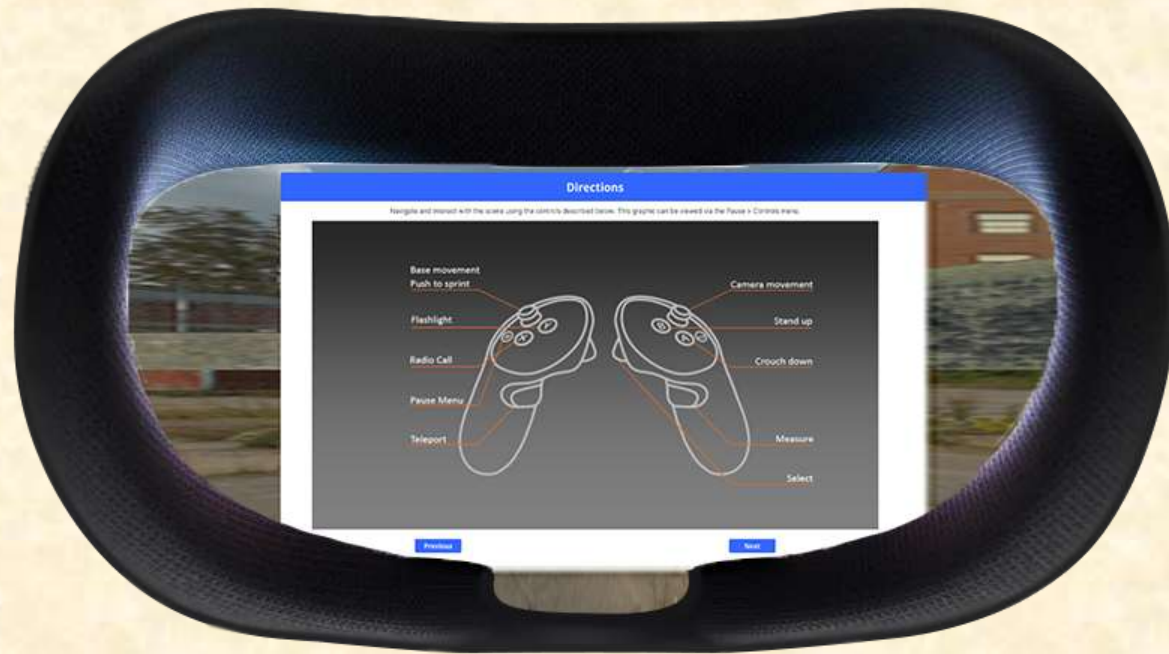 Directions
Navigate and interact with the scene using the controls described below. This graphic can be viewed via the Pause > Controls menu.
Base movement
Push to sprint
Flashlight
Radio Call
Pause Menu
Teleport
Camera movement
Stand up
Crouch down
Measure
Select
Y
X
B
A
Previous
Next